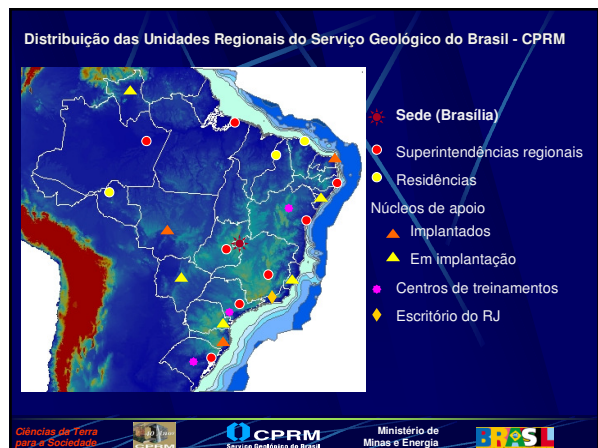 Distribuição das Unidades Regionais do Serviço Geológico do Brasil - CPRM
Sede (Brasília)
Superintendências regionais
Residências
Núcleos de apoio
Implantados
Em implantação
Centros de treinamentos
Escritório do RJ
Ciências da Terra
para a Sociedade
CPRM
CPRM
Serviço Geológico do Brasil
Ministério de
Minas e Energia
BRASIL